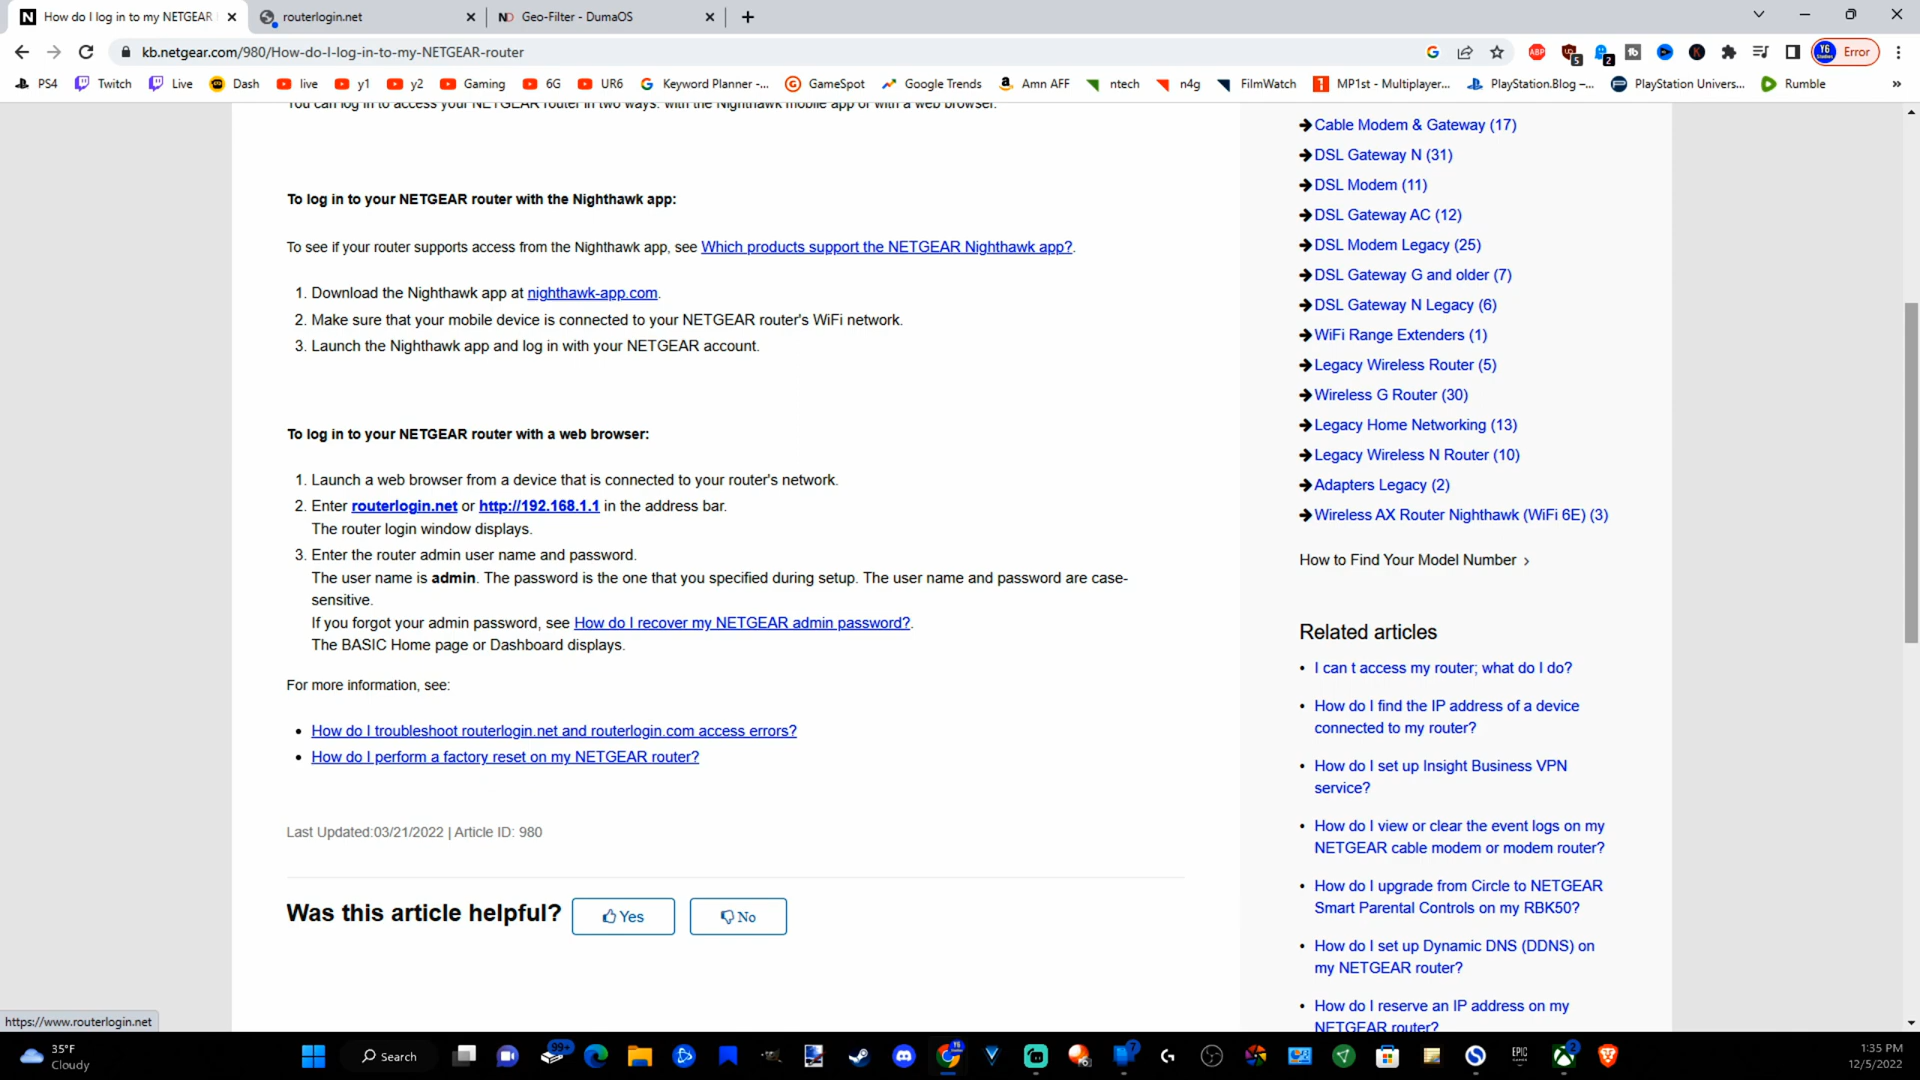 How do I log in to my NETGEAR
routerlogin.net
Geo-Filter - DumaOS
kb.netgear.com/980/How-do-I-log-in-to-my-NETGEAR-router
Error
PS4
Twitch
Live
Dash
live
y1
y2
Gaming
6G
UR6
Keyword Planner -...
GameSpot
Google Trends
Amn AFF
ntech
n4g
FilmWatch
MP1st - Multiplayer...
PlayStation.Blog –...
PlayStation Univers...
Rumble
You can log in to access your NETGEAR router in two ways: with the Nighthawk mobile app or with a web browser.
To log in to your NETGEAR router with the Nighthawk app:
To see if your router supports access from the Nighthawk app, see Which products support the NETGEAR Nighthawk app?.
1. Download the Nighthawk app at nighthawk-app.com.
2. Make sure that your mobile device is connected to your NETGEAR router's WiFi network.
3. Launch the Nighthawk app and log in with your NETGEAR account.
To log in to your NETGEAR router with a web browser:
1. Launch a web browser from a device that is connected to your router's network.
2. Enter routerlogin.net or http://192.168.1.1 in the address bar.
The router login window displays.
3. Enter the router admin user name and password.
The user name is admin. The password is the one that you specified during setup. The user name and password are case-
sensitive.
If you forgot your admin password, see How do I recover my NETGEAR admin password?.
The BASIC Home page or Dashboard displays.
For more information, see:
• How do I troubleshoot routerlogin.net and routerlogin.com access errors?
• How do I perform a factory reset on my NETGEAR router?
Last Updated:03/21/2022 | Article ID: 980
Was this article helpful?
Yes
No
Cable Modem & Gateway (17)
DSL Gateway N (31)
DSL Modem (11)
DSL Gateway AC (12)
DSL Modem Legacy (25)
DSL Gateway G and older (7)
DSL Gateway N Legacy (6)
WiFi Range Extenders (1)
Legacy Wireless Router (5)
Wireless G Router (30)
Legacy Home Networking (13)
Legacy Wireless N Router (10)
Adapters Legacy (2)
Wireless AX Router Nighthawk (WiFi 6E) (3)
How to Find Your Model Number >
Related articles
• I can t access my router; what do I do?
• How do I find the IP address of a device
connected to my router?
• How do I set up Insight Business VPN
service?
• How do I view or clear the event logs on my
NETGEAR cable modem or modem router?
• How do I upgrade from Circle to NETGEAR
Smart Parental Controls on my RBK50?
• How do I set up Dynamic DNS (DDNS) on
my NETGEAR router?
• How do I reserve an IP address on my
NETGEAR router?
https://www.routerlogin.net
35°F
Cloudy
Search
99+
EPIC
1:35 PM
12/5/2022